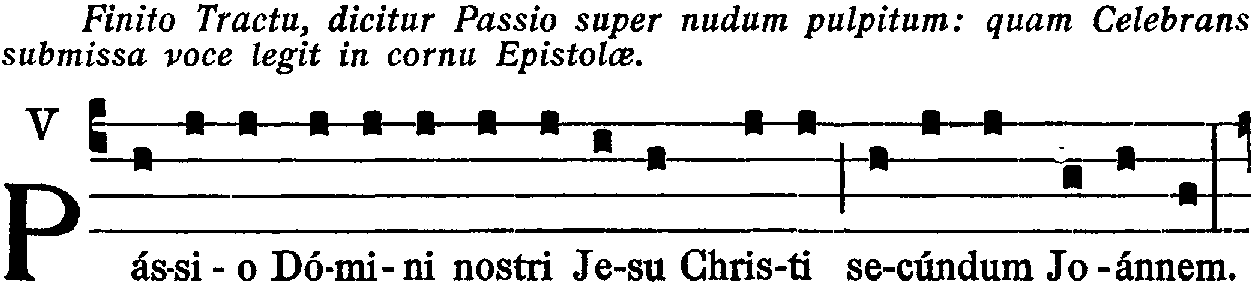 Finito Tractu, dicitur Passio super nudum pulpitum: quam Celebrans
submissa voce legit in cornu Epistolæ.
V
Pás-si - o Dó-mi - ni nostri Je-su Chris-ti se-cúndum Jo - ánnem.